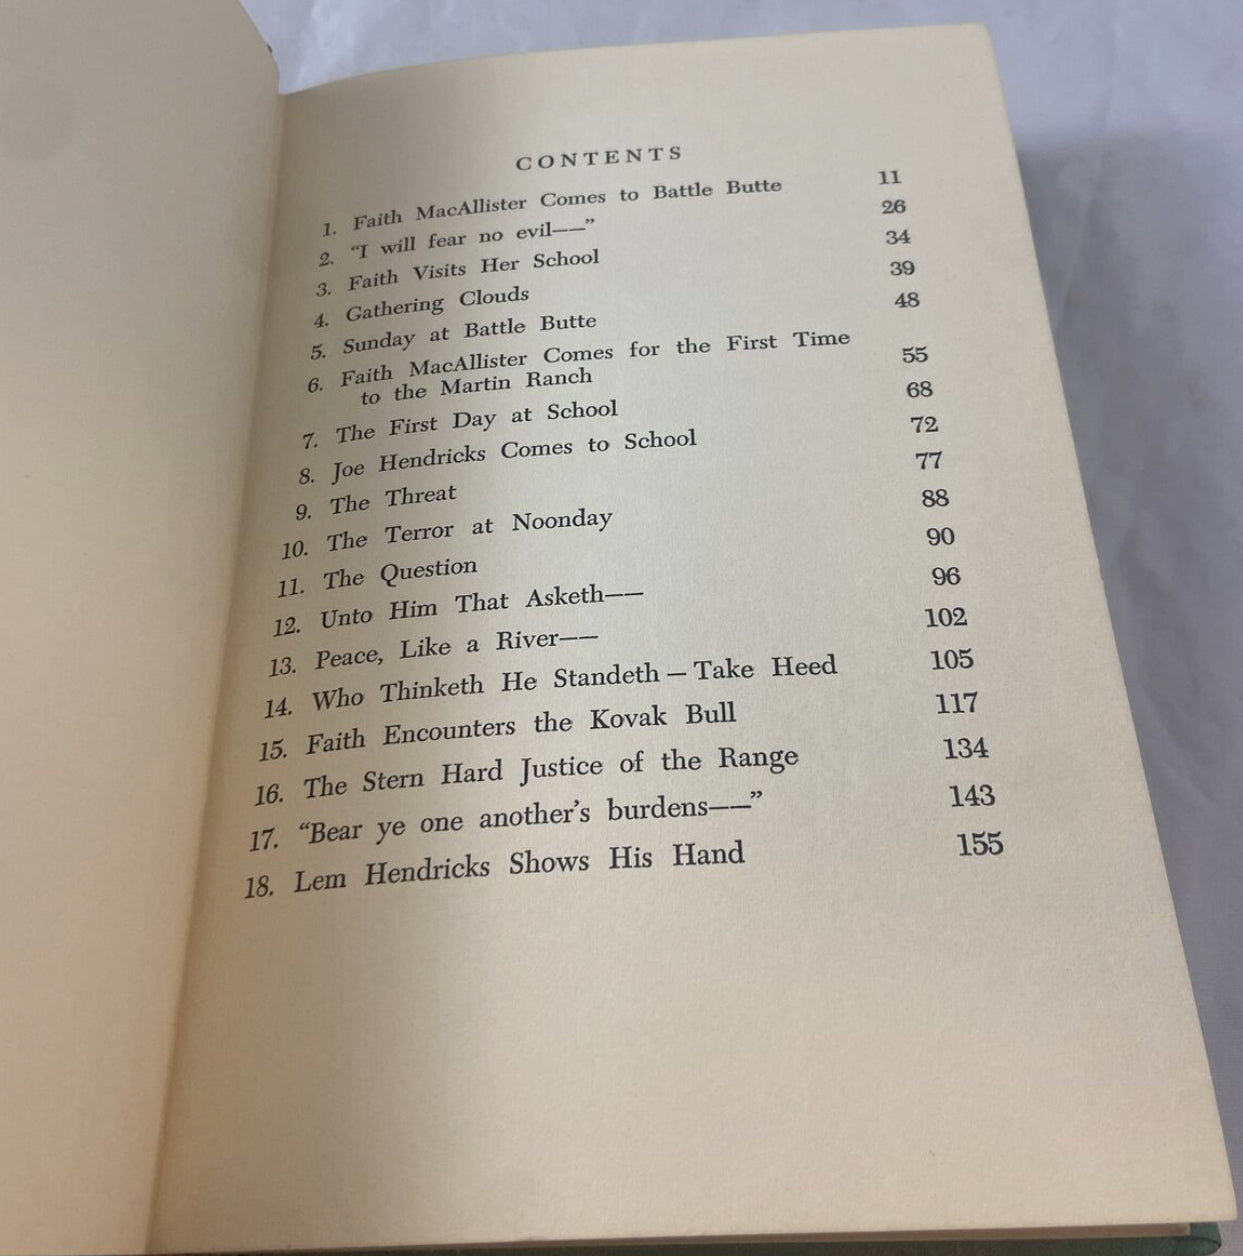 CONTENTS
1. Faith MacAllister Comes to Battle Butte 11
2. “I will fear no evil——” 26
3. Faith Visits Her School 34
4. Gathering Clouds 39
5. Sunday at Battle Butte 48
6. Faith MacAllister Comes for the First Time
to the Martin Ranch 55
7. The First Day at School 68
8. Joe Hendricks Comes to School 72
9. The Threat 77
10. The Terror at Noonday 88
11. The Question 90
12. Unto Him That Asketh—— 96
13. Peace, Like a River—— 102
14. Who Thinketh He Standeth — Take Heed 105
15. Faith Encounters the Kovak Bull 117
16. The Stern Hard Justice of the Range 134
17. “Bear ye one another’s burdens——” 143
18. Lem Hendricks Shows His Hand 155